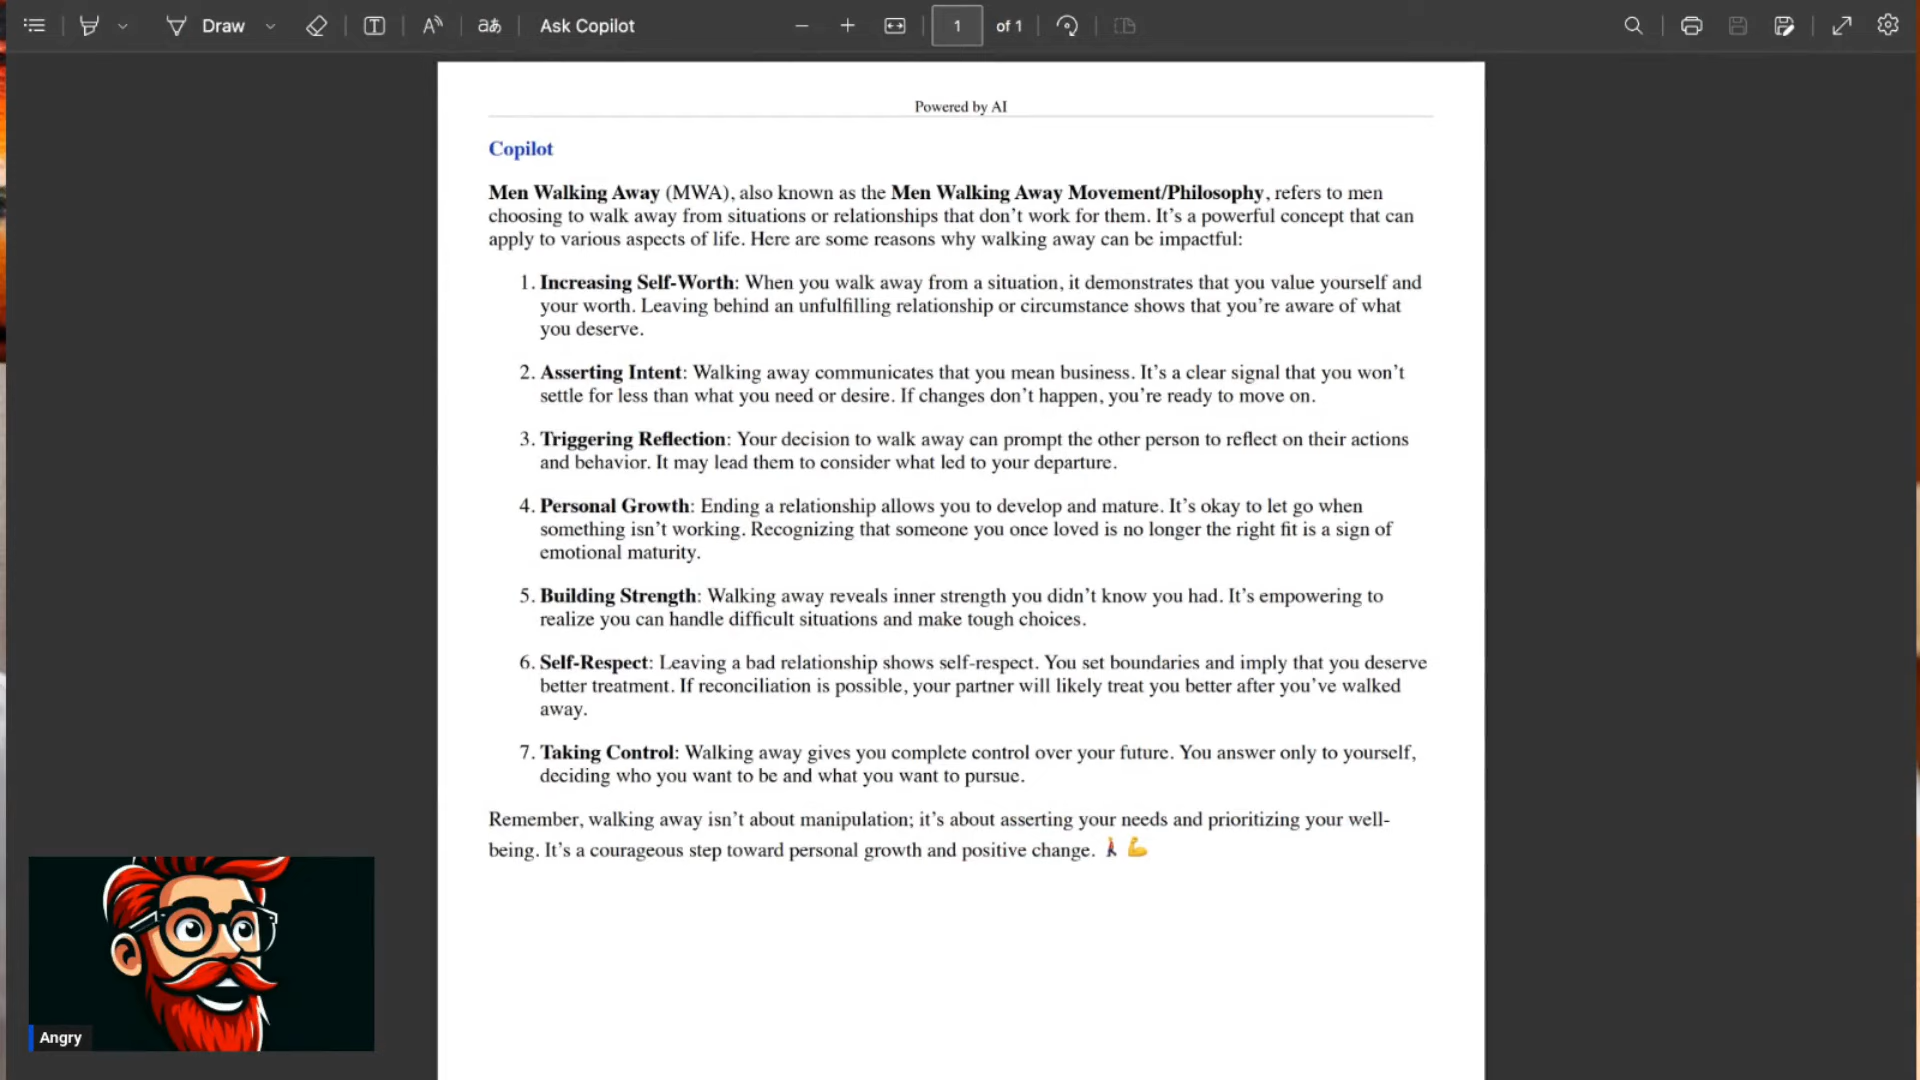 Draw
Ask Copilot
1 of 1
Powered by AI
Copilot
Men Walking Away (MWA), also known as the Men Walking Away Movement/Philosophy, refers to men
choosing to walk away from situations or relationships that don’t work for them. It’s a powerful concept that can
apply to various aspects of life. Here are some reasons why walking away can be impactful:
1. Increasing Self-Worth: When you walk away from a situation, it demonstrates that you value yourself and
your worth. Leaving behind an unfulfilling relationship or circumstance shows that you’re aware of what
you deserve.
2. Asserting Intent: Walking away communicates that you mean business. It’s a clear signal that you won’t
settle for less than what you need or desire. If changes don’t happen, you’re ready to move on.
3. Triggering Reflection: Your decision to walk away can prompt the other person to reflect on their actions
and behavior. It may lead them to consider what led to your departure.
4. Personal Growth: Ending a relationship allows you to develop and mature. It’s okay to let go when
something isn’t working. Recognizing that someone you once loved is no longer the right fit is a sign of
emotional maturity.
5. Building Strength: Walking away reveals inner strength you didn’t know you had. It’s empowering to
realize you can handle difficult situations and make tough choices.
6. Self-Respect: Leaving a bad relationship shows self-respect. You set boundaries and imply that you deserve
better treatment. If reconciliation is possible, your partner will likely treat you better after you’ve walked
away.
7. Taking Control: Walking away gives you complete control over your future. You answer only to yourself,
deciding who you want to be and what you want to pursue.
Remember, walking away isn’t about manipulation; it’s about asserting your needs and prioritizing your well-
being. It’s a courageous step toward personal growth and positive change. 🚶💪
Angry